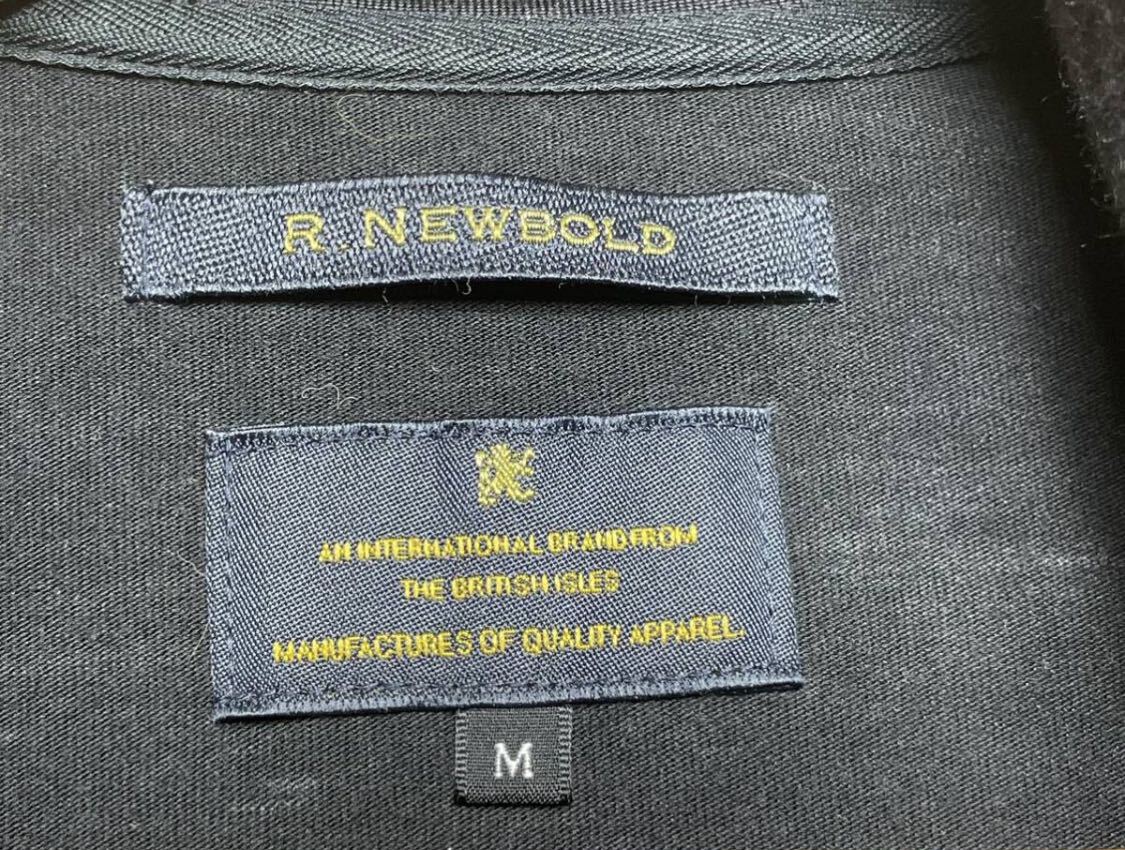 R. NEWBOLD
AN INTERNATIONAL BRAND FROM
THE BRITISH ISLES
MANUFACTURES OF QUALITY APPAREL.
M